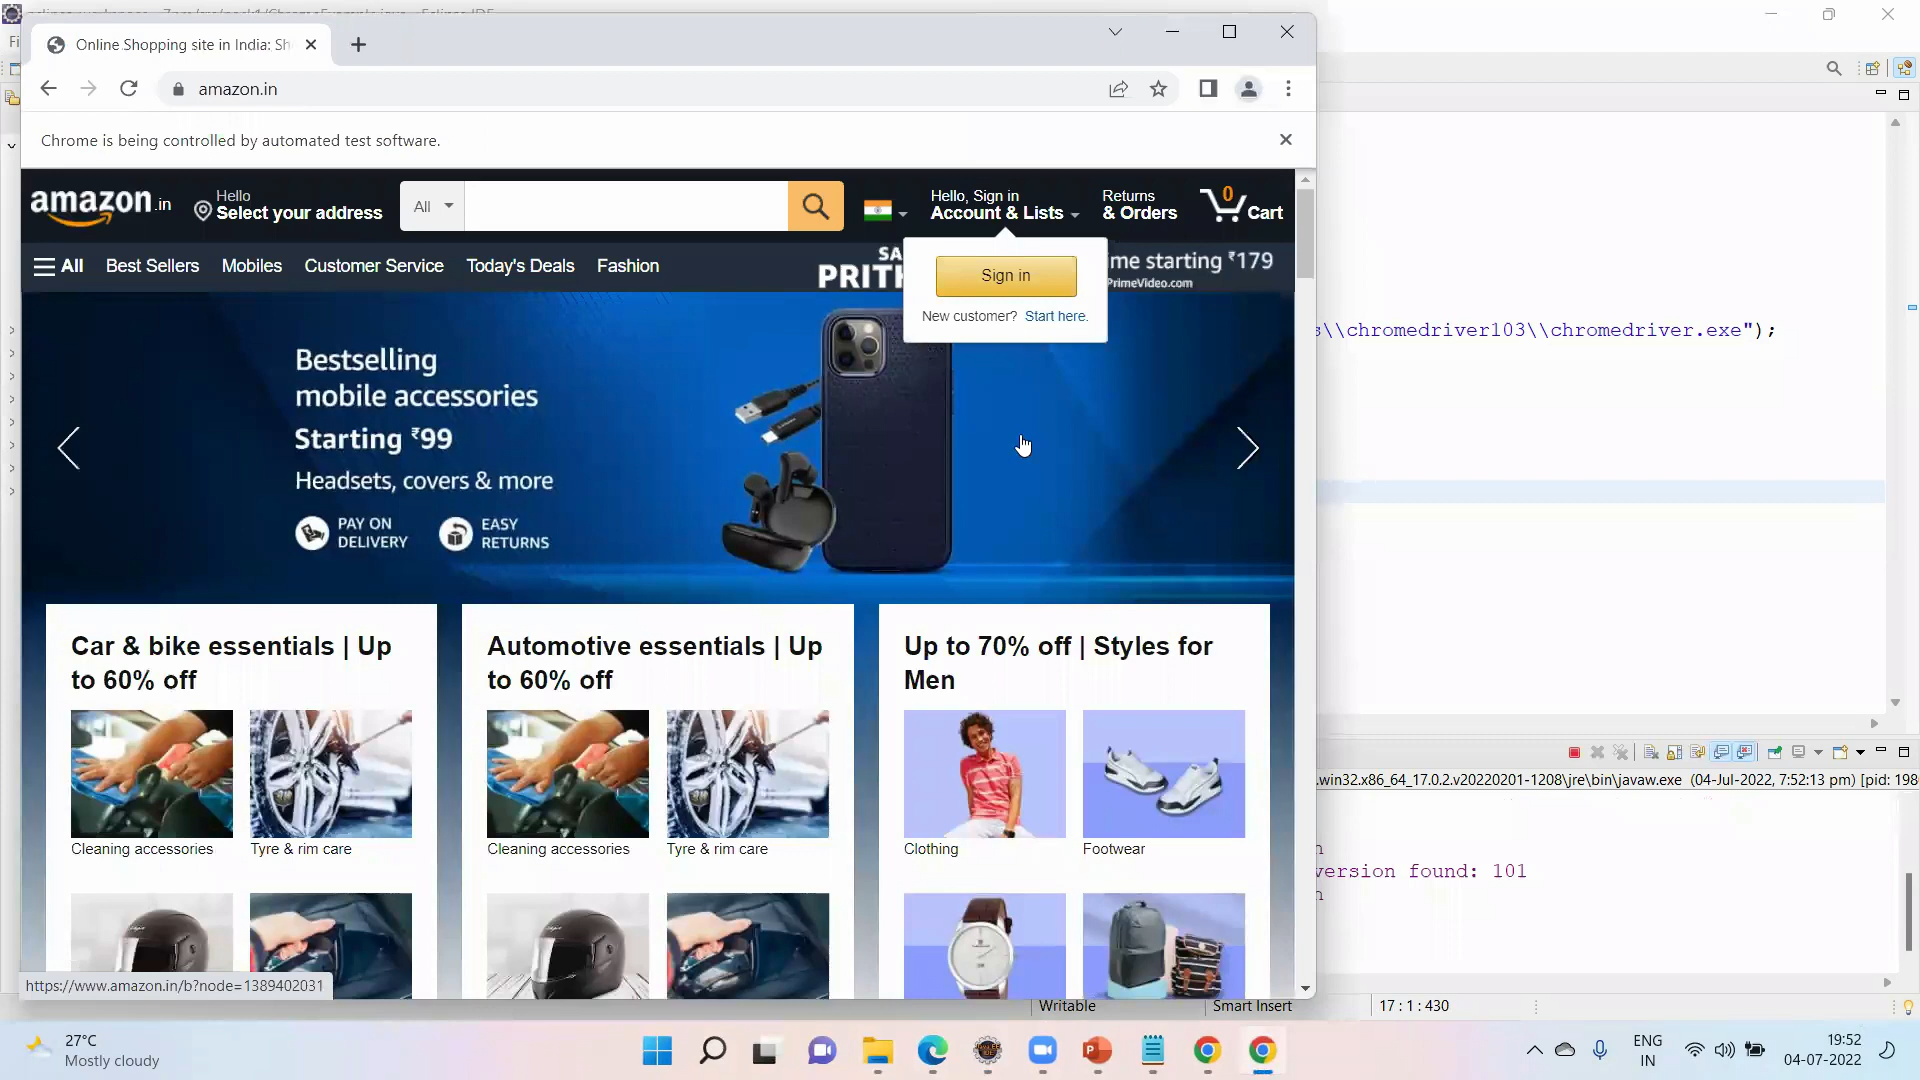 Online Shopping site in India: Sh
amazon.in
Chrome is being controlled by automated test software.
amazon.in
Hello
Select your address
All
Hello, Sign in
Account & Lists
Returns
& Orders
0
Cart
All
Best Sellers
Mobiles
Customer Service
Today's Deals
Fashion
SA
PRITH
me starting ₹179
PrimeVideo.com
Sign in
New customer? Start here.
Bestselling
mobile accessories
Starting ₹99
Headsets, covers & more
PAY ON
DELIVERY
EASY
RETURNS
s\\chromedriver103\\chromedriver.exe");
Car & bike essentials | Up
to 60% off
Automotive essentials | Up
to 60% off
Up to 70% off | Styles for
Men
Cleaning accessories
Tyre & rim care
Cleaning accessories
Tyre & rim care
Clothing
Footwear
.win32.x86_64_17.0.2.v20220201-1208\jre\bin\javaw.exe (04-Jul-2022, 7:52:13 pm) [pid: 198
n
version found: 101
n
https://www.amazon.in/b?node=1389402031
Writable
Smart Insert
17 : 1 : 430
27°C
Mostly cloudy
ENG
IN
19:52
04-07-2022